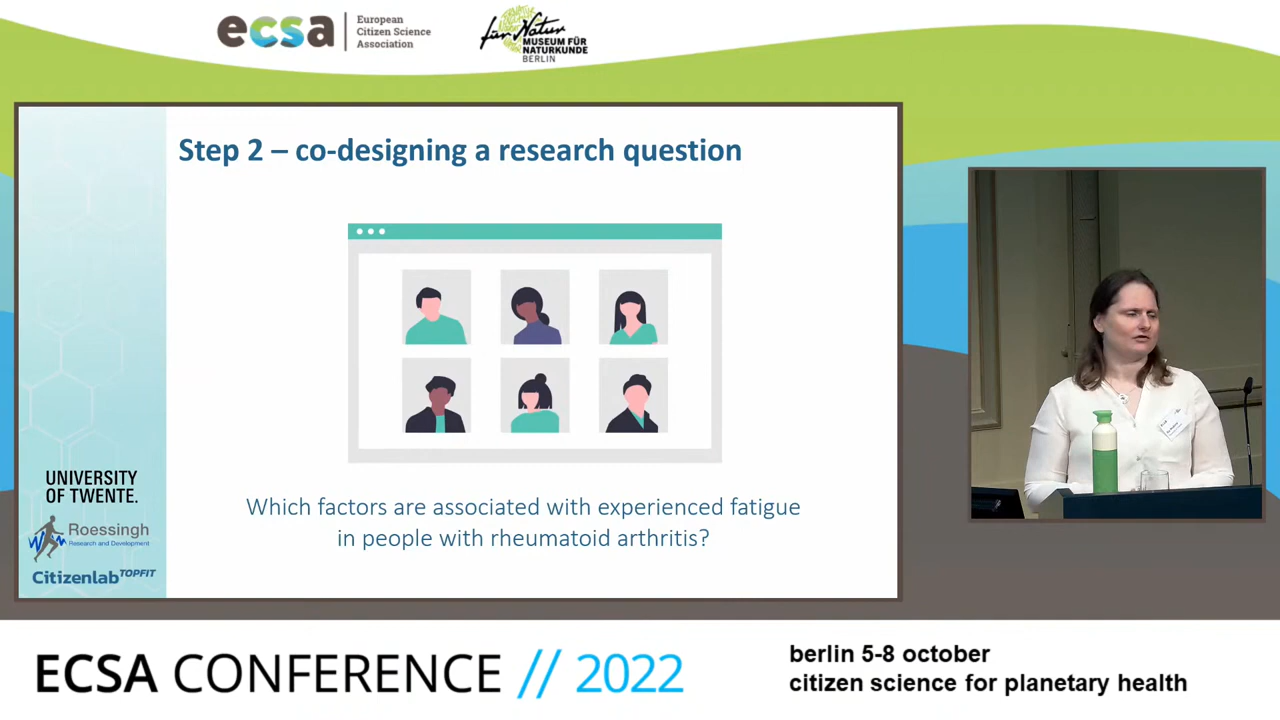 ecsa
European
Citizen Science
Association
für Natur
MUSEUM FÜR
NATURKUNDE
BERLIN
Step 2 – co-designing a research question
Which factors are associated with experienced fatigue
in people with rheumatoid arthritis?
UNIVERSITY
OF TWENTE.
Roessingh
Research and Development
Citizenlab TOPFIT
ECSA CONFERENCE // 2022
berlin 5-8 october
citizen science for planetary health